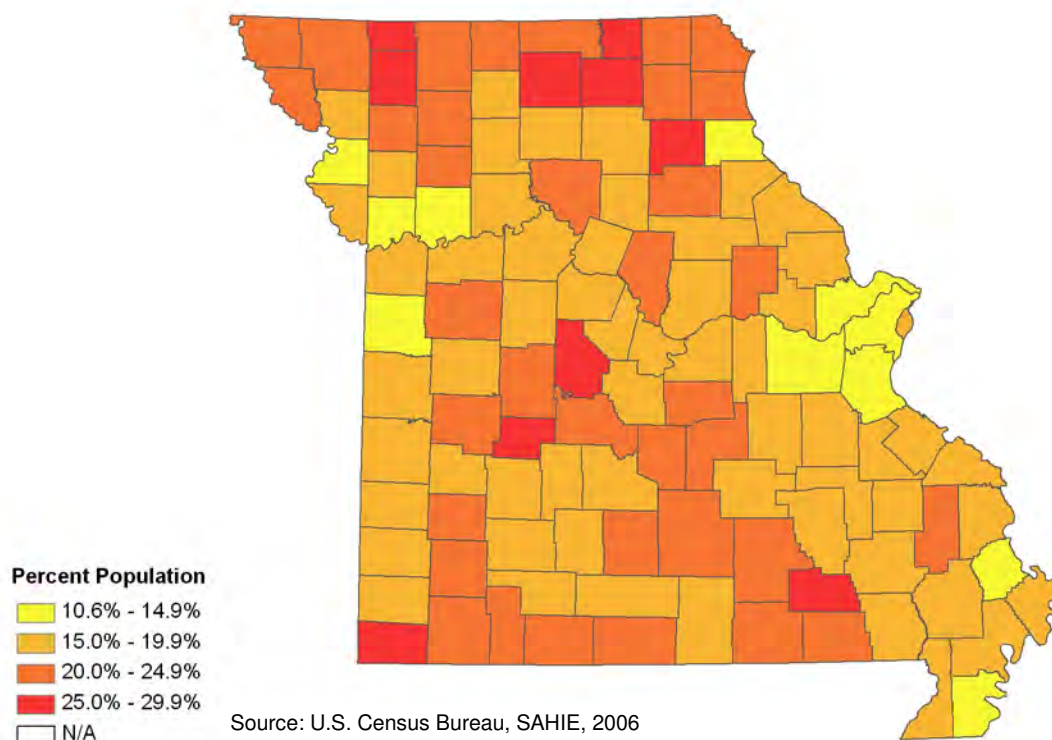 Percent Population
10.6% - 14.9%
15.0% - 19.9%
20.0% - 24.9%
25.0% - 29.9%
N/A
Source: U.S. Census Bureau, SAHIE, 2006